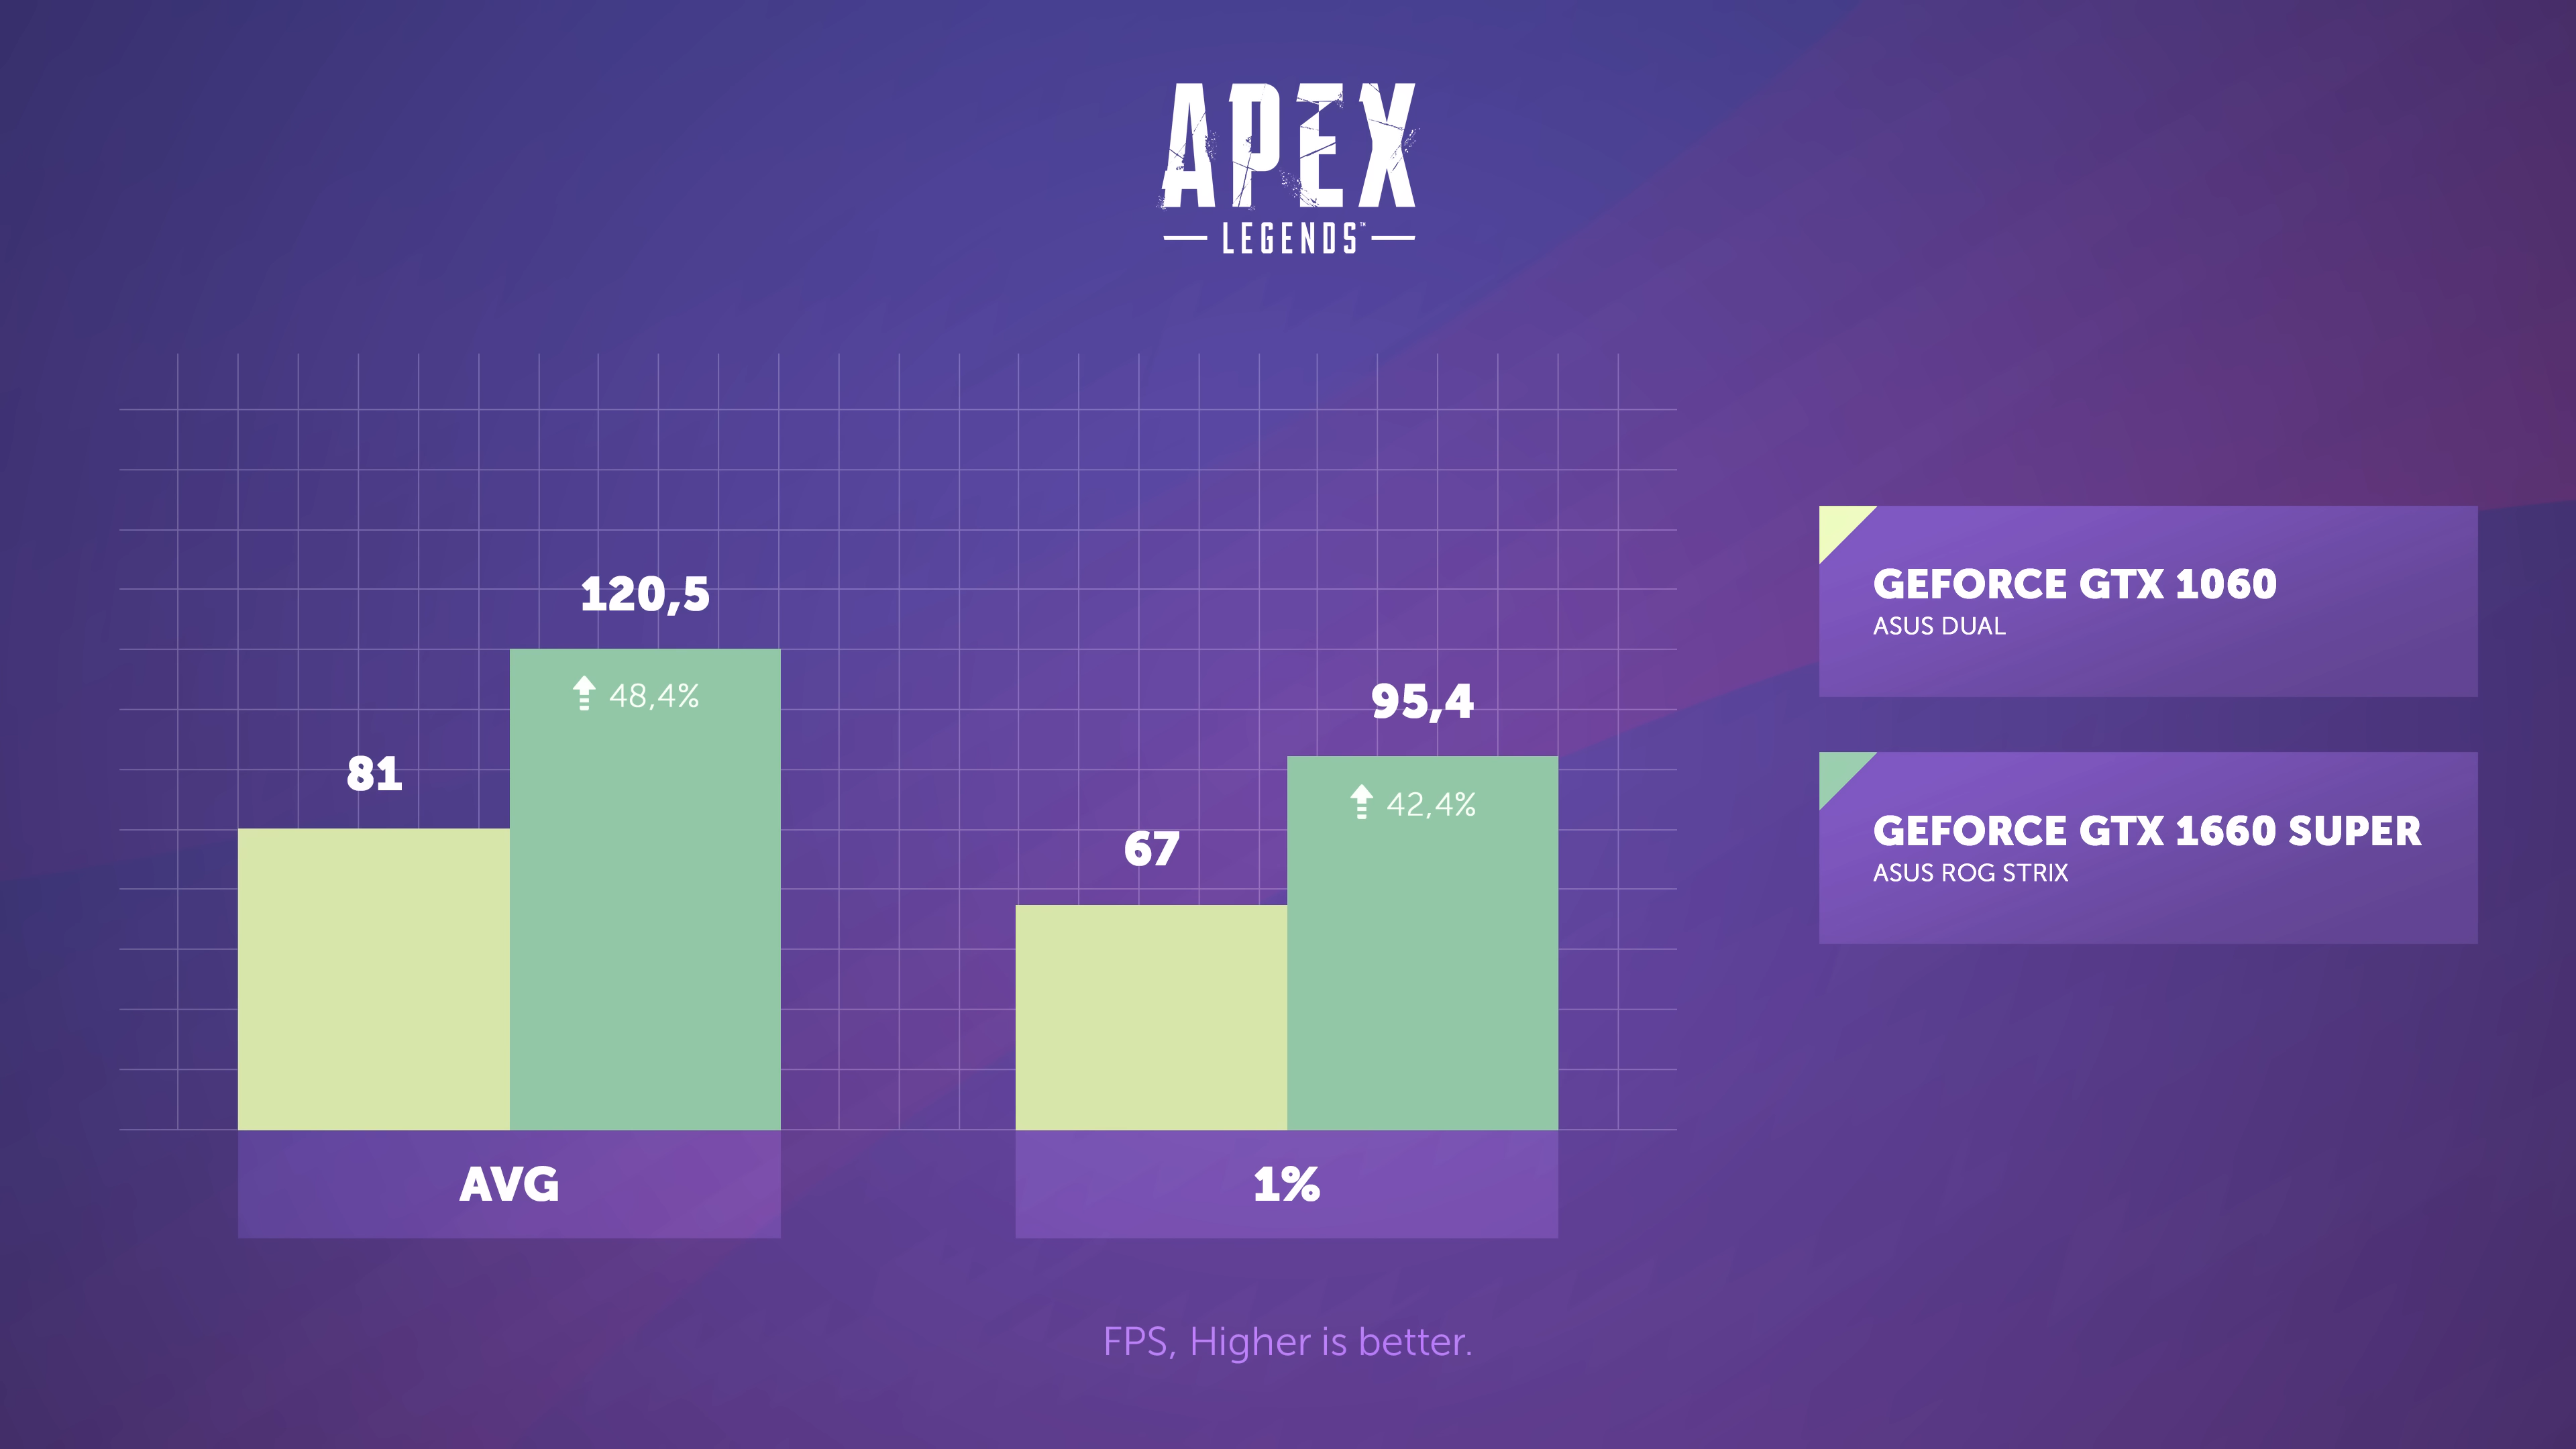 APEX
LEGENDS™
120,5
48,4%
81
95,4
42,4%
67
AVG
1%
GEFORCE GTX 1060
ASUS DUAL
GEFORCE GTX 1660 SUPER
ASUS ROG STRIX
FPS, Higher is better.